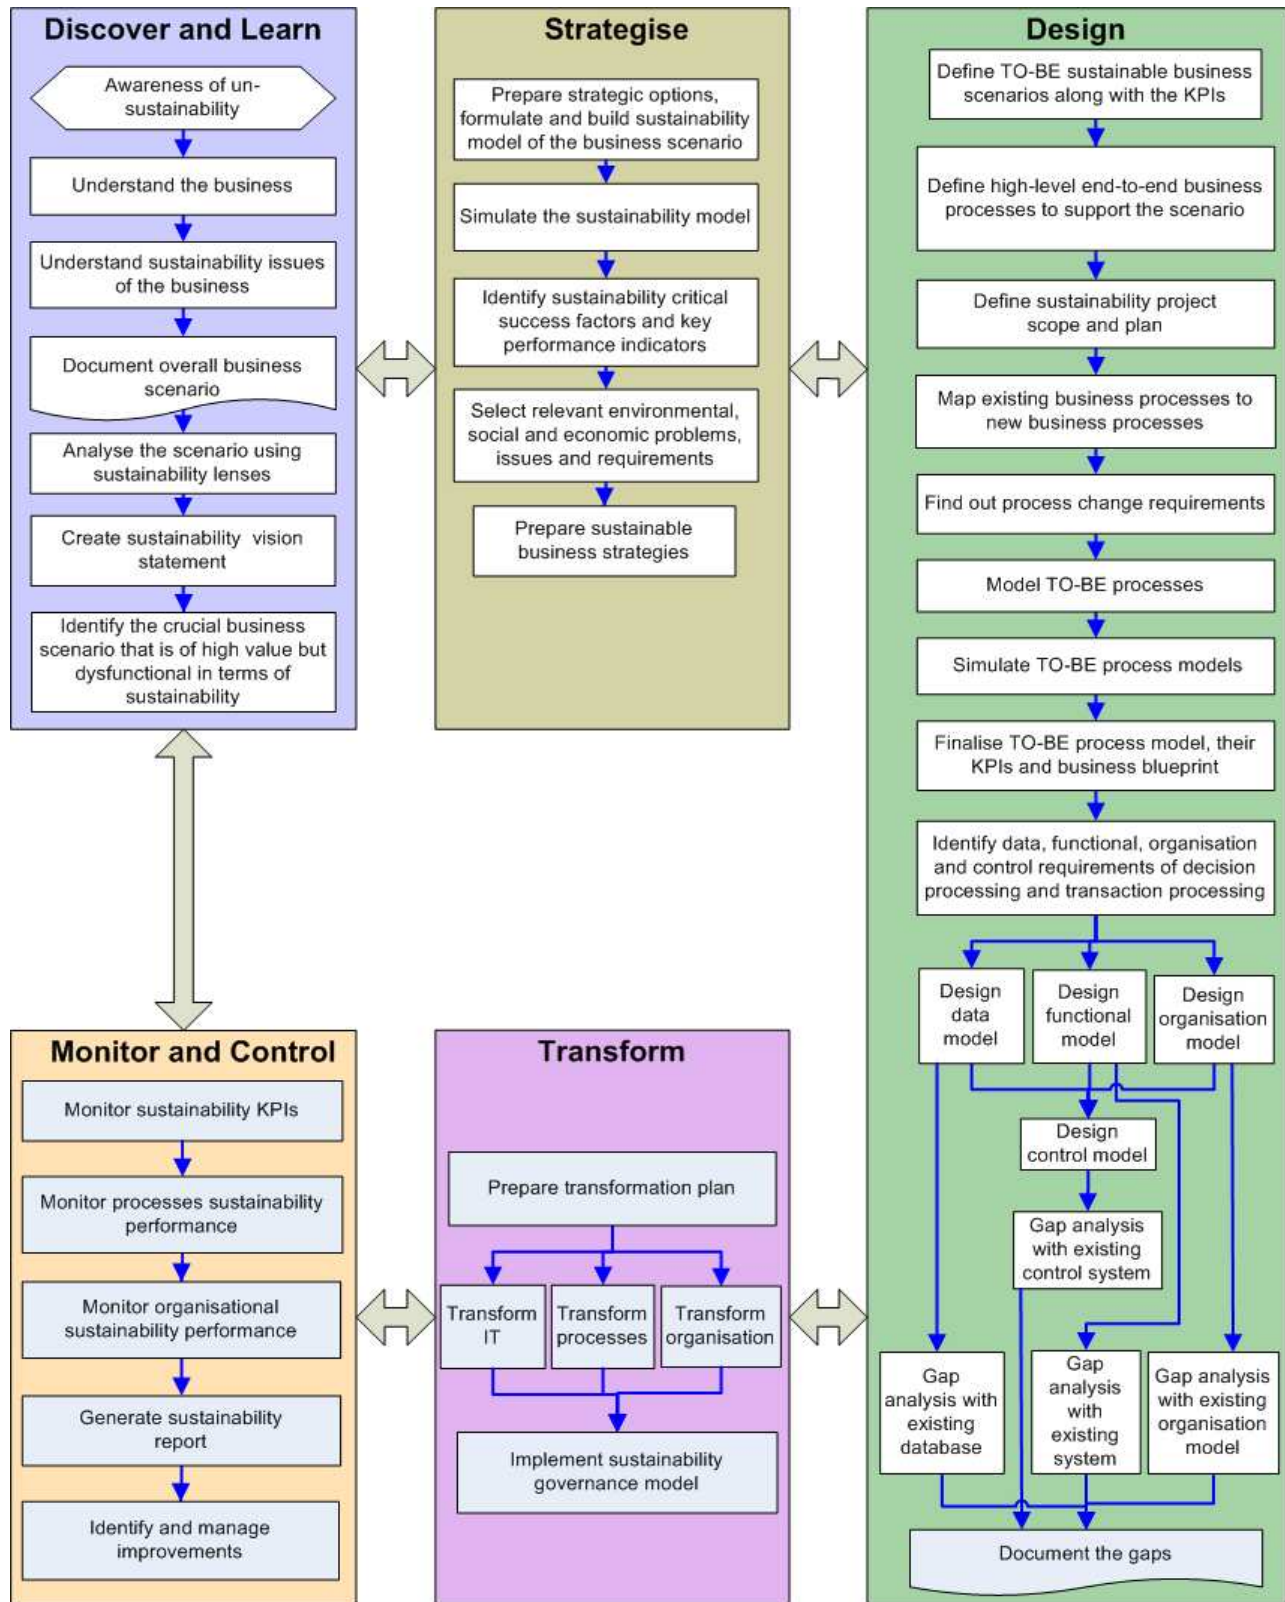 Discover and Learn
Awareness of un-
sustainability
Understand the business
Understand sustainability issues
of the business
Document overall business
scenario
Analyse the scenario using
sustainability lenses
Create sustainability vision
statement
Identify the crucial business
scenario that is of high value but
dysfunctional in terms of
sustainability
Strategise
Prepare strategic options,
formulate and build sustainability
model of the business scenario
Simulate the sustainability model
Identify sustainability critical
success factors and key
performance indicators
Select relevant environmental,
social and economic problems,
issues and requirements
Prepare sustainable
business strategies
Design
Define TO-BE sustainable business
scenarios along with the KPIs
Define high-level end-to-end business
processes to support the scenario
Define sustainability project
scope and plan
Map existing business processes to
new business processes
Find out process change requirements
Model TO-BE processes
Simulate TO-BE process models
Finalise TO-BE process model, their
KPIs and business blueprint
Identify data, functional, organisation
and control requirements of decision
processing and transaction processing
Design
data
model
Design
functional
model
Design
organisation
model
Design
control model
Gap analysis
with existing
control system
Gap
analysis with
existing
database
Gap
analysis
with
existing
system
Gap analysis
with existing
organisation
model
Document the gaps
Transform
Prepare transformation plan
Transform
IT
Transform
processes
Transform
organisation
Implement sustainability
governance model
Monitor and Control
Monitor sustainability KPIs
Monitor processes sustainability
performance
Monitor organisational
sustainability performance
Generate sustainability
report
Identify and manage
improvements